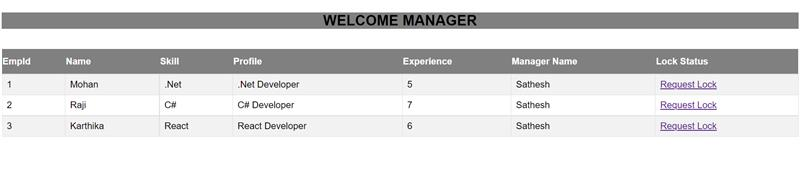 WELCOME MANAGER
EmpId Name Skill Profile Experience Manager Name Lock Status
1 Mohan .Net .Net Developer 5 Sathesh Request Lock
2 Raji C# C# Developer 7 Sathesh Request Lock
3 Karthika React React Developer 6 Sathesh Request Lock